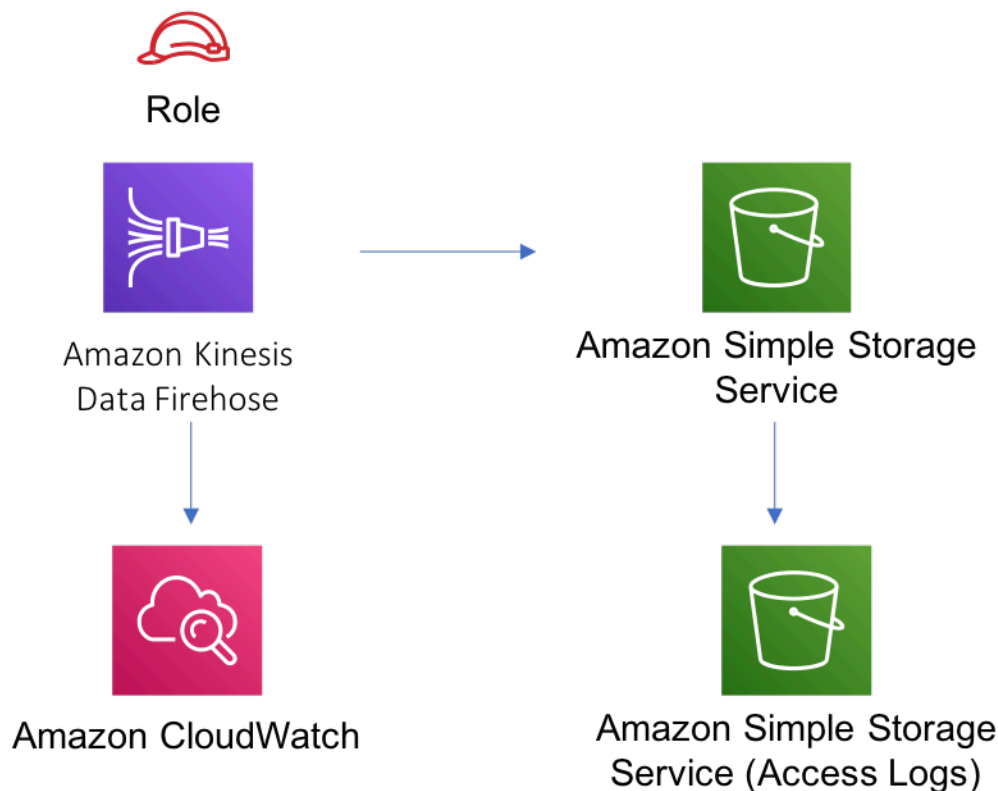 Role
Amazon Kinesis
Data Firehose
Amazon Simple Storage
Service
Amazon CloudWatch
Amazon Simple Storage
Service (Access Logs)